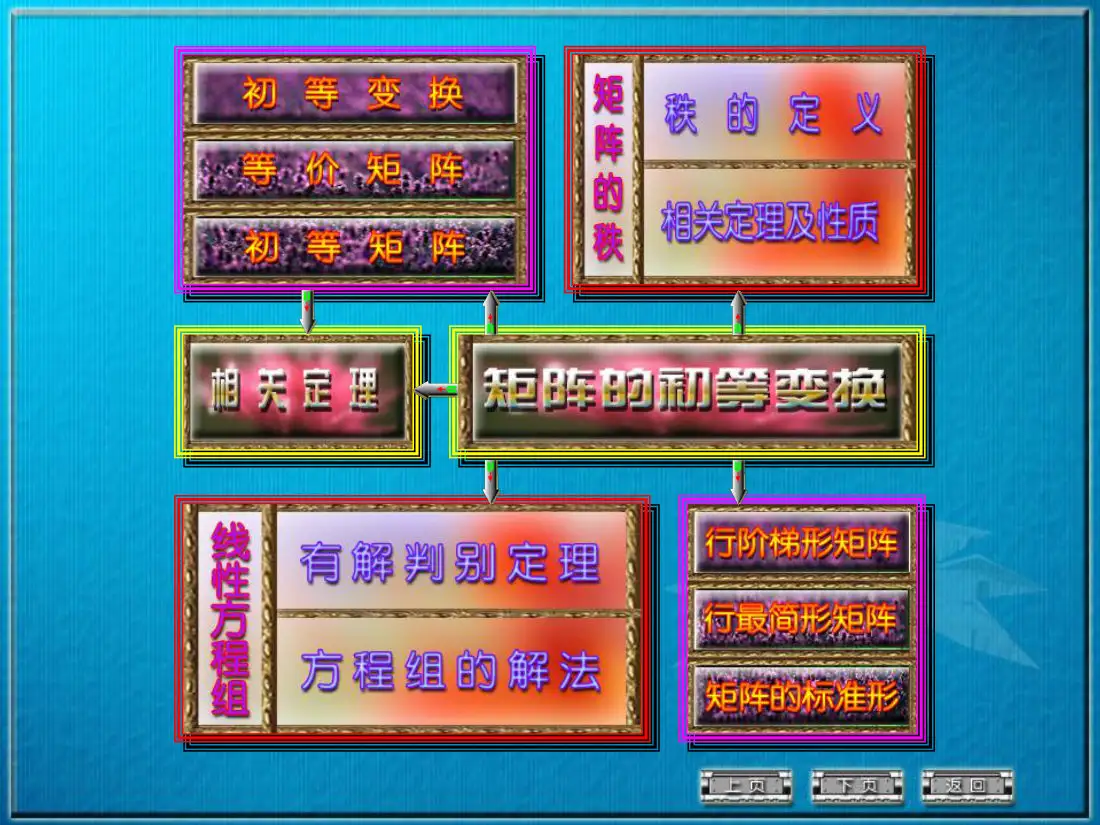 初等变换
等价矩阵
初等矩阵
矩阵的秩
秩的定义
相关定理及性质
相关定理
矩阵的初等变换
线性方程组
有解判别定理
方程组的解法
行阶梯形矩阵
行最简形矩阵
矩阵的标准形
上页
下页
返回